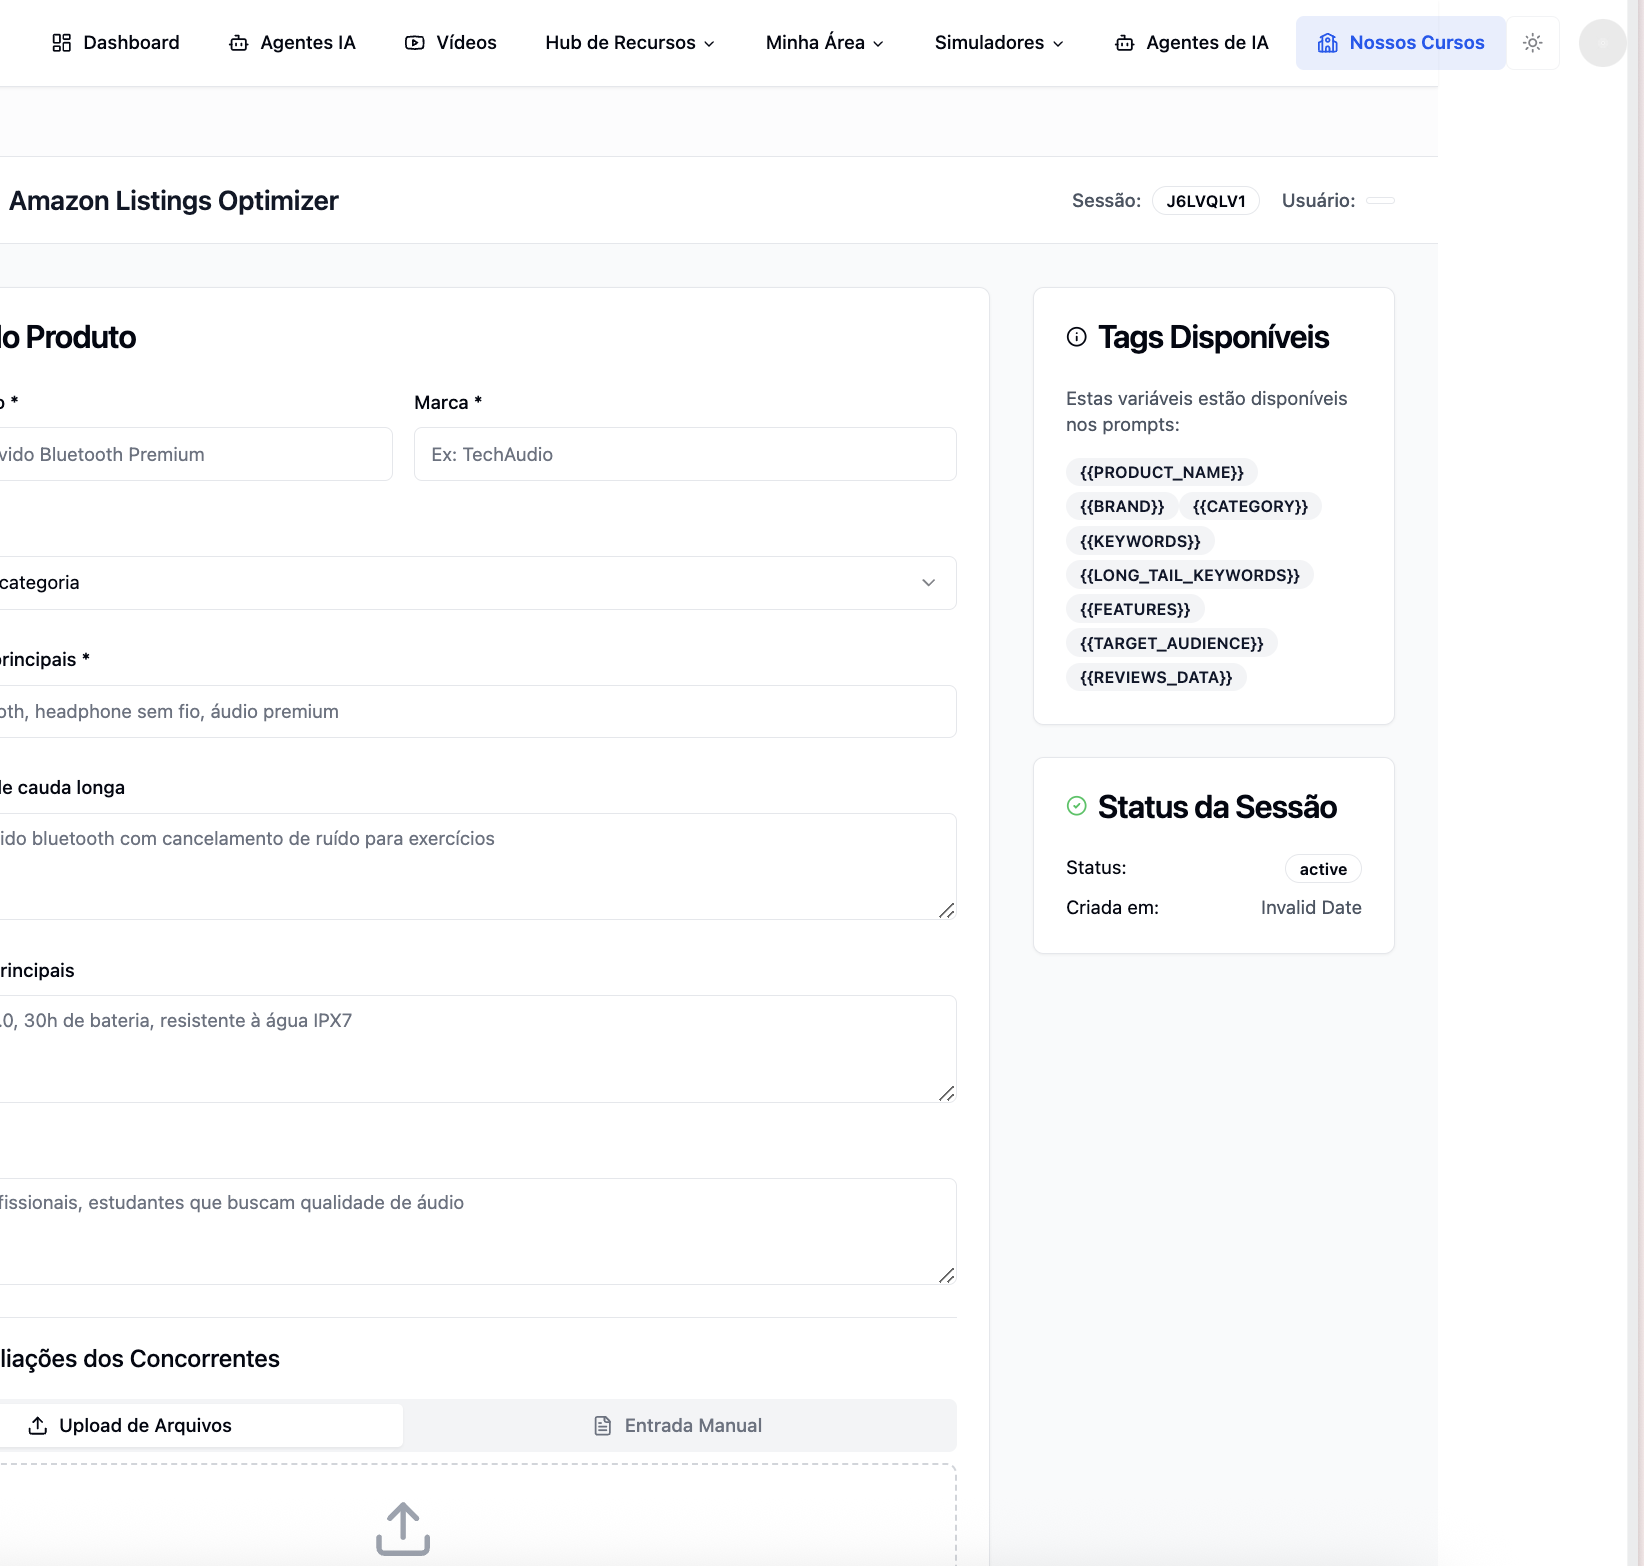 Dashboard
Agentes IA
Vídeos
Hub de Recursos
Minha Área
Simuladores
Agentes de IA
Nossos Cursos
Amazon Listings Optimizer
Sessão: J6LVQLV1 Usuário:
o Produto
o *
Marca *
vido Bluetooth Premium
Ex: TechAudio
categoria
principais *
oth, headphone sem fio, áudio premium
de cauda longa
ido bluetooth com cancelamento de ruído para exercícios
rincipais
.0, 30h de bateria, resistente à água IPX7
fissionais, estudantes que buscam qualidade de áudio
liações dos Concorrentes
Upload de Arquivos
Entrada Manual
Tags Disponíveis
Estas variáveis estão disponíveis
nos prompts:
{{PRODUCT_NAME}}
{{BRAND}} {{CATEGORY}}
{{KEYWORDS}}
{{LONG_TAIL_KEYWORDS}}
{{FEATURES}}
{{TARGET_AUDIENCE}}
{{REVIEWS_DATA}}
Status da Sessão
Status: active
Criada em: Invalid Date